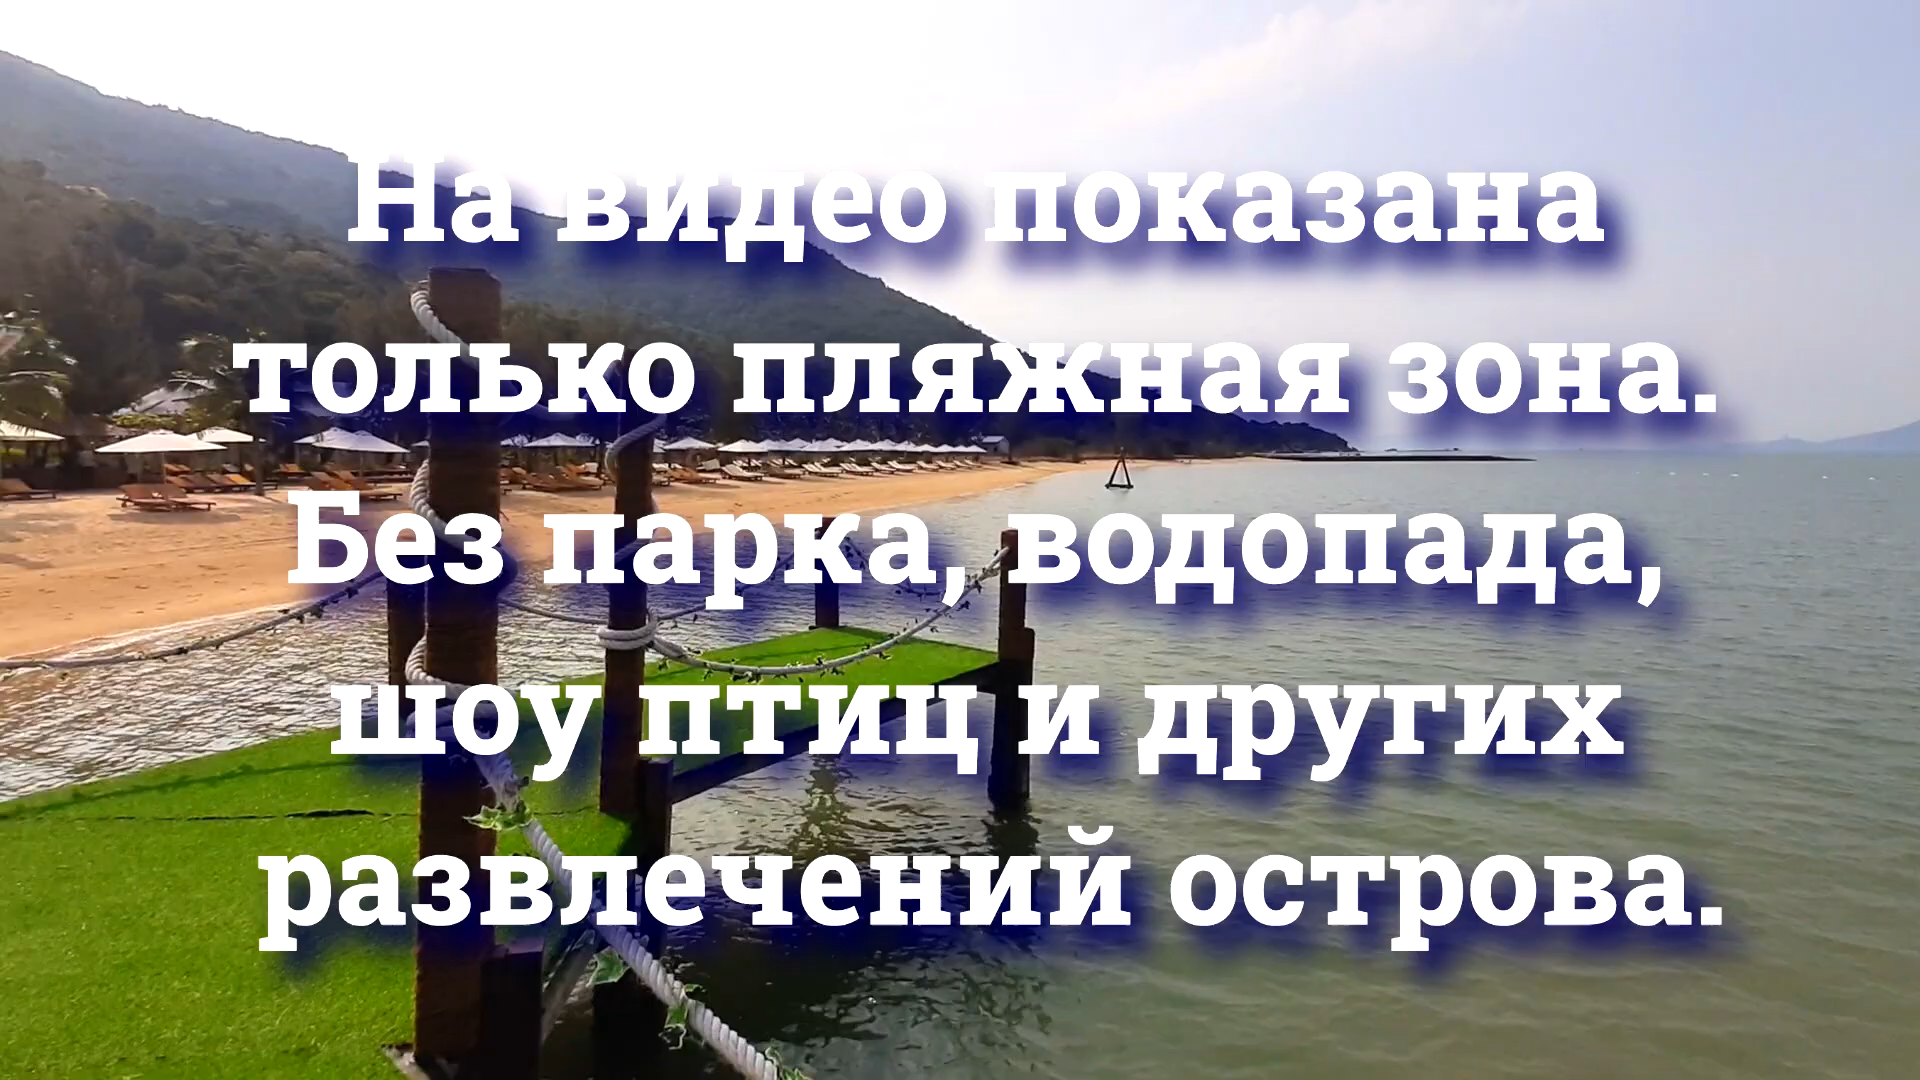 На видео показана
только пляжная зона.
Без парка, водопада,
шоу птиц и других
развлечений острова.